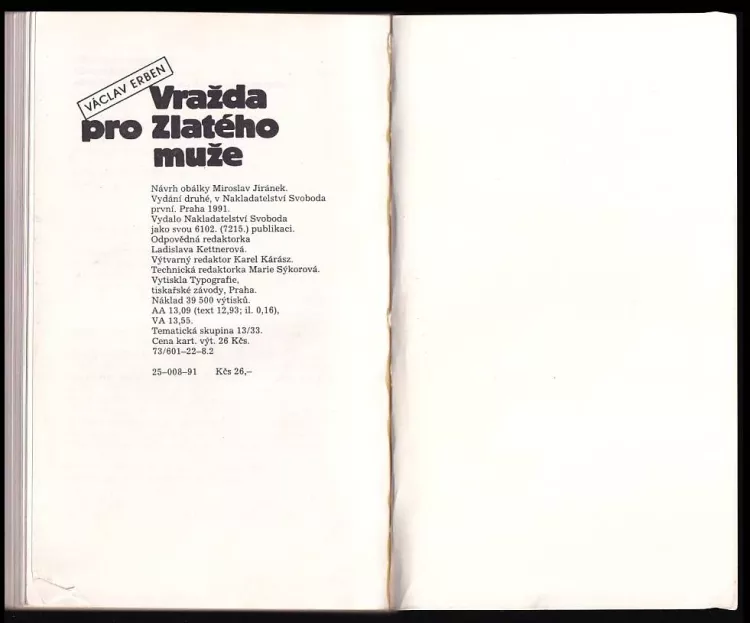 VÁCLAV ERBEN
Vražda
pro Zlatého
muže
Návrh obálky Miroslav Jiránek.
Vydání druhé, v Nakladatelství Svoboda
první. Praha 1991.
Vydalo Nakladatelství Svoboda
jako svou 6102. (7215.) publikaci.
Odpovědná redaktorka
Ladislava Kettnerová.
Výtvarný redaktor Karel Kárász.
Technická redaktorka Marie Sýkorová.
Vytiskla Typografie,
tiskařské závody, Praha.
Náklad 39 500 výtisků.
AA 13,09 (text 12,93; il. 0,16),
VA 13,55.
Tematická skupina 13/33.
Cena kart. výt. 26 Kčs.
73/601–22–8.2
25–008–91 Kčs 26,–